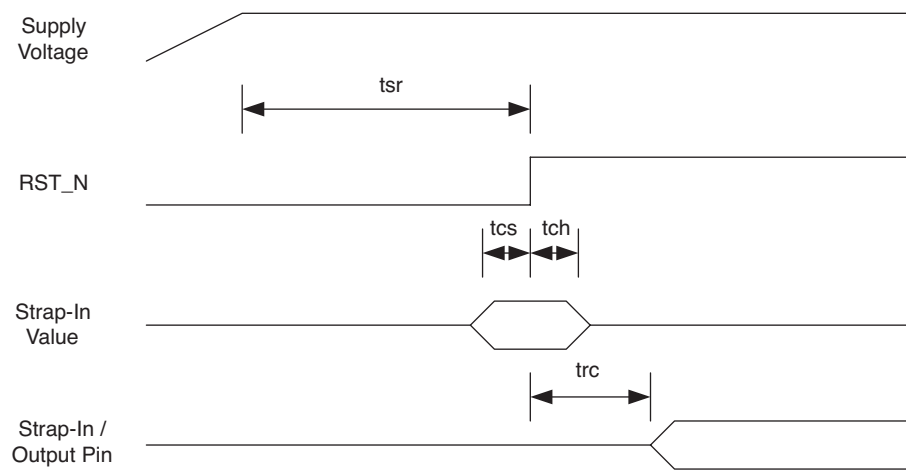 Supply
Voltage
tsr
RST_N
tcs
tch
Strap-In
Value
trc
Strap-In /
Output Pin